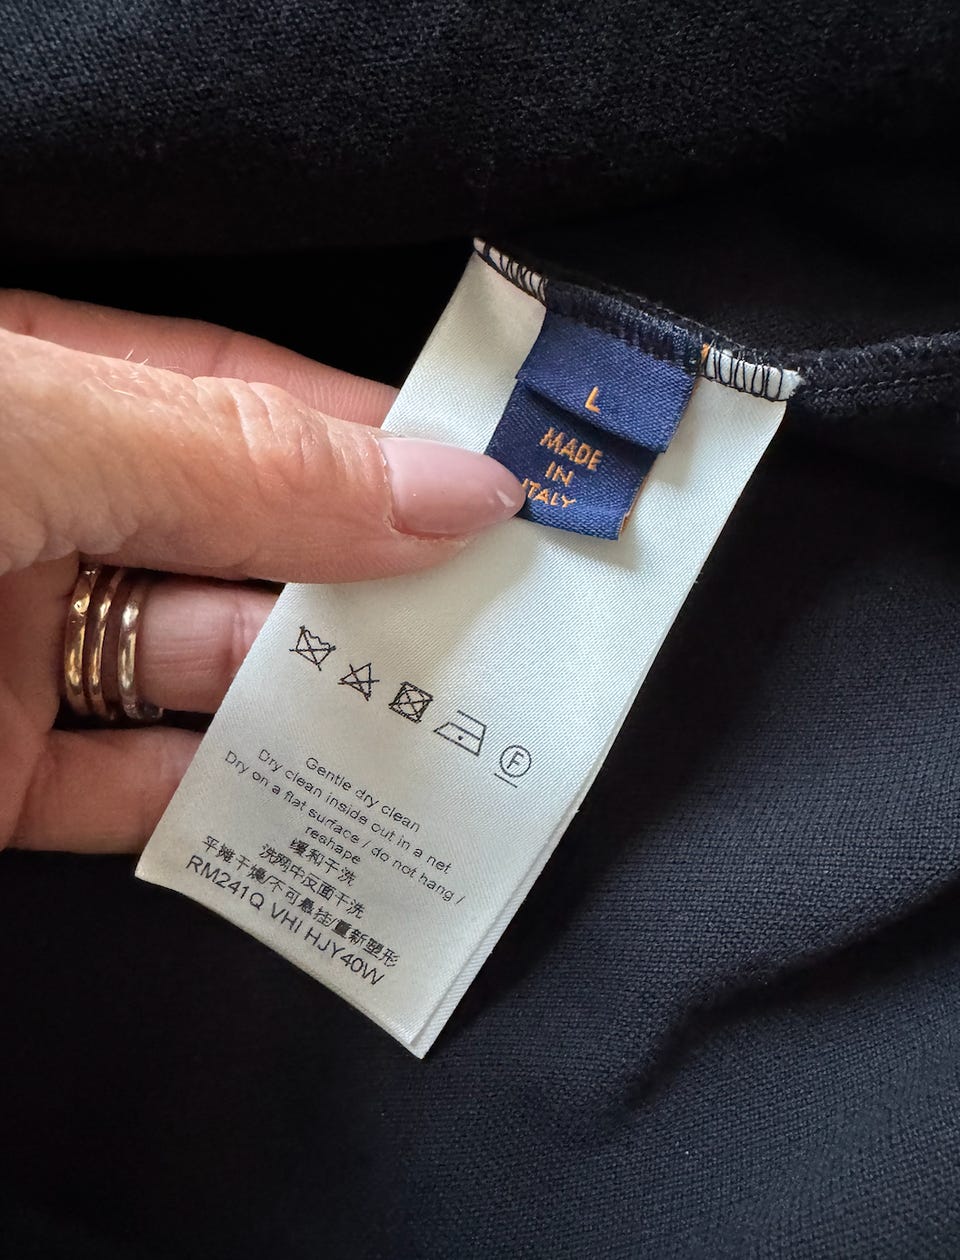 L
MADE
IN
ITALY
F
Gentle dry clean
Dry clean inside out in a net
Dry on a flat surface / do not hang /
reshape
缓和干洗
洗网中反面干洗
平摊干燥/不可悬挂/重新塑形
RM241Q VHI HJY40W